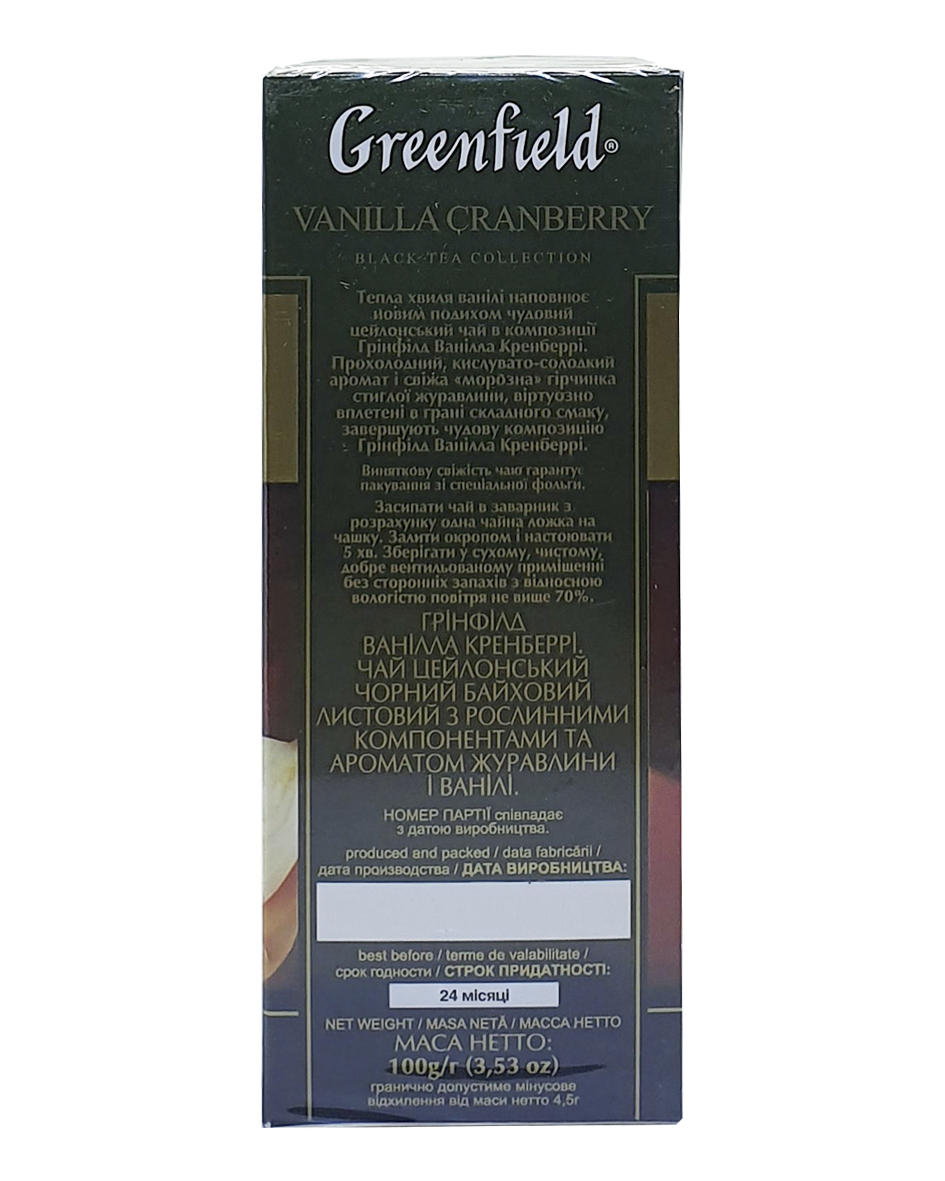 Greenfield®
VANILLA CRANBERRY
BLACK TEA COLLECTION
Тепла хвиля ванілі наповнює
новим подихом чудовий
цейлонський чай в композиції
Грінфілд Ванілла Кренберрі.
Прохолодний, кислувато-солодкий
аромат і свіжа «морозна» гірчинка
стиглої журавлини, віртуозно
вплетені в грані складного смаку,
завершують чудову композицію
Грінфілд Ванілла Кренберрі.
Виняткову свіжість чаю гарантує
пакування зі спеціальної фольги.
Засипати чай в заварник з
розрахунку одна чайна ложка на
чашку. Залити окропом і настоювати
5 хв. Зберігати у сухому, чистому,
добре вентильованому приміщенні
без сторонніх запахів з відносною
вологістю повітря не вище 70%.
ГРІНФІЛД
ВАНІЛЛА КРЕНБЕРРІ.
ЧАЙ ЦЕЙЛОНСЬКИЙ
ЧОРНИЙ БАЙХОВИЙ
ЛИСТОВИЙ З РОСЛИННИМИ
КОМПОНЕНТАМИ ТА
АРОМАТОМ ЖУРАВЛИНИ
І ВАНІЛІ.
НОМЕР ПАРТІЇ співпадає
з датою виробництва.
produced and packed / data fabricării /
дата производства / ДАТА ВИРОБНИЦТВА:
best before / terme de valabilitate /
срок годности / СТРОК ПРИДАТНОСТІ:
24 місяці
NET WEIGHT / MASA NETĂ / МАССА НЕТТО
МАСА НЕТТО:
100g/г (3,53 oz)
гранично допустиме мінусове
відхилення від маси нетто 4,5г